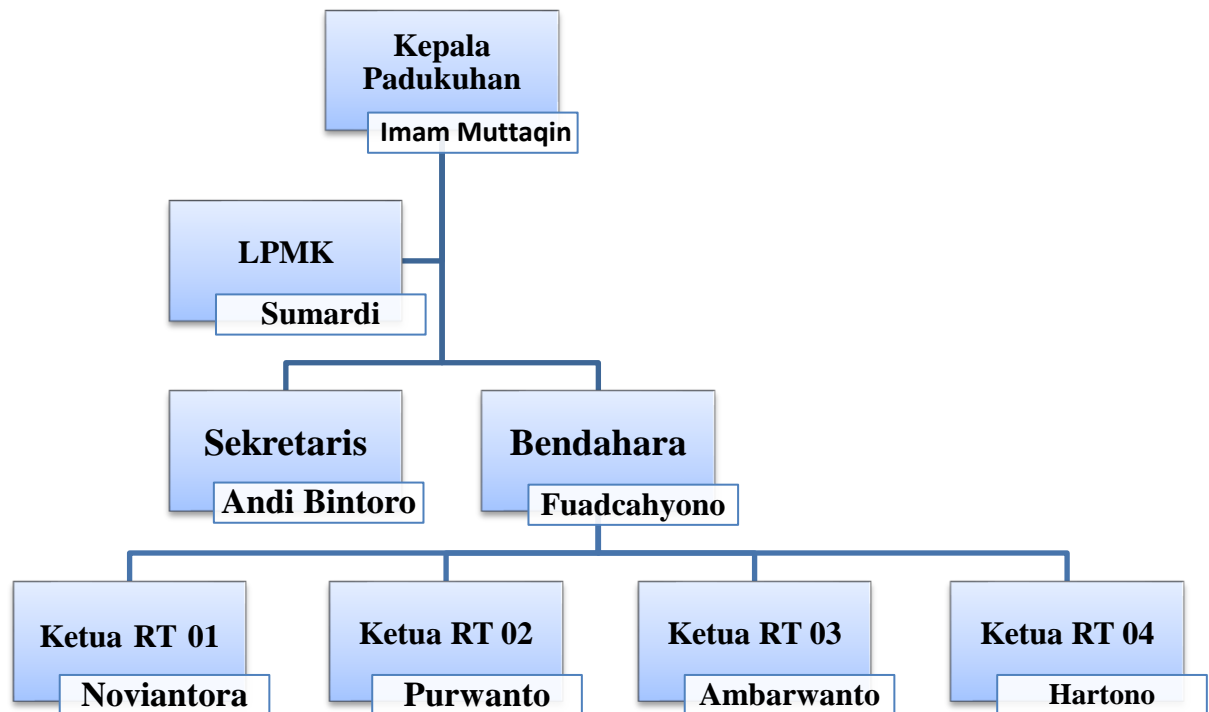 Kepala
Padukuhan
Imam Muttaqin
LPMK
Sumardi
Sekretaris
Andi Bintoro
Bendahara
Fuadcahyono
Ketua RT 01
Noviantora
Ketua RT 02
Purwanto
Ketua RT 03
Ambarwanto
Ketua RT 04
Hartono